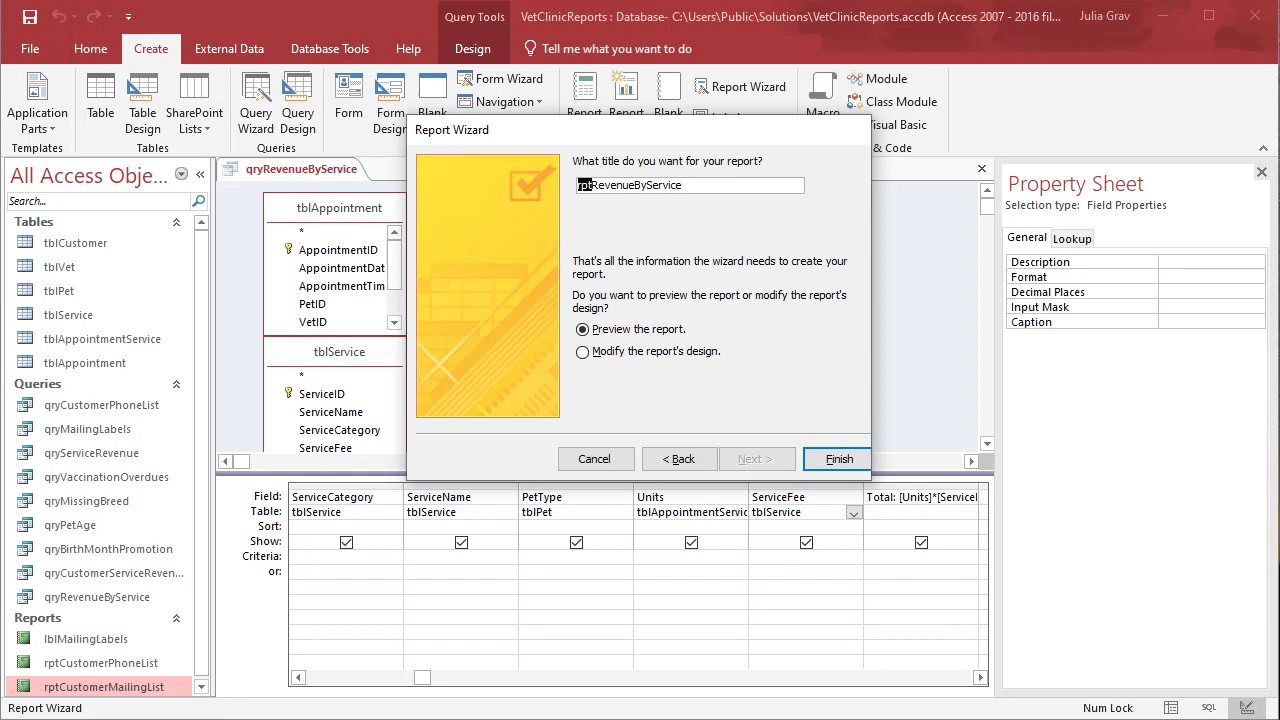 Query Tools
VetClinicReports : Database- C:\Users\Public\Solutions\VetClinicReports.accdb (Access 2007 - 2016 fil...
Julia Grav
File
Home
Create
External Data
Database Tools
Help
Design
Tell me what you want to do
Application
Parts
Templates
Table
Table
Design
SharePoint
Lists
Tables
Query
Wizard
Query
Design
Queries
Form
Form
Design
Blank
Form Wizard
Navigation
Report
Report
Blank
Report Wizard
Macro
Module
Class Module
Visual Basic
& Code
All Access Obje...
Search...
Tables
tblCustomer
tblVet
tblPet
tblService
tblAppointmentService
tblAppointment
Queries
qryCustomerPhoneList
qryMailingLabels
qryServiceRevenue
qryVaccinationOverdues
qryMissingBreed
qryPetAge
qryBirthMonthPromotion
qryCustomerServiceReven...
qryRevenueByService
Reports
lblMailingLabels
rptCustomerPhoneList
rptCustomerMailingList
qryRevenueByService
tblAppointment
*
AppointmentID
AppointmentDat
AppointmentTim
PetID
VetID
tblService
*
ServiceID
ServiceName
ServiceCategory
ServiceFee
Report Wizard
What title do you want for your report?
rptRevenueByService
That's all the information the wizard needs to create your
report.
Do you want to preview the report or modify the report's
design?
Preview the report.
Modify the report's design.
Cancel
< Back
Next >
Finish
Field: ServiceCategory ServiceName PetType Units ServiceFee Total: [Units]*[ServiceI
Table: tblService tblService tblPet tblAppointmentServic tblService
Sort:
Show:
Criteria:
or:
Property Sheet
Selection type: Field Properties
General
Lookup
Description
Format
Decimal Places
Input Mask
Caption
Report Wizard
Num Lock
SQL